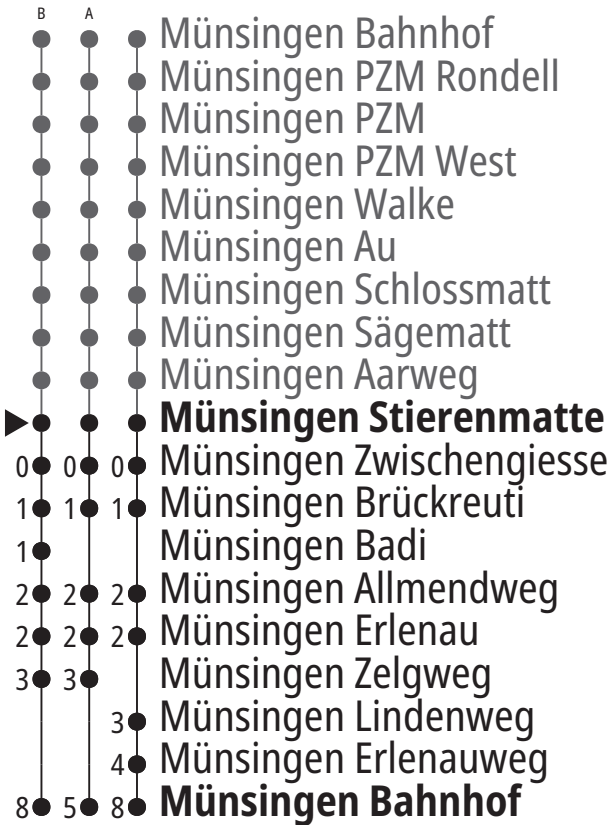 B A
Münsingen Bahnhof
Münsingen PZM Rondell
Münsingen PZM
Münsingen PZM West
Münsingen Walke
Münsingen Au
Münsingen Schlossmatt
Münsingen Sägematt
Münsingen Aarweg
Münsingen Stierenmatte
0 0 0 Münsingen Zwischengiesse
1 1 1 Münsingen Brückreuti
1 Münsingen Badi
2 2 2 Münsingen Allmendweg
2 2 2 Münsingen Erlenau
3 3 Münsingen Zelgweg
3 Münsingen Lindenweg
4 Münsingen Erlenauweg
8 5 8 Münsingen Bahnhof